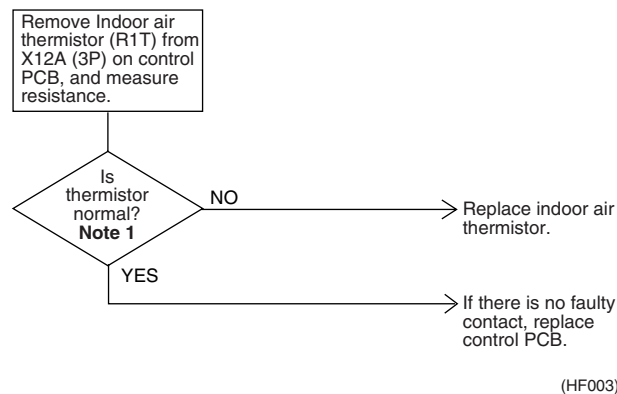 Remove Indoor air
thermistor (R1T) from
X12A (3P) on control
PCB, and measure
resistance.
Is
thermistor
normal?
Note 1
NO
Replace indoor air
thermistor.
YES
If there is no faulty
contact, replace
control PCB.
(HF003)